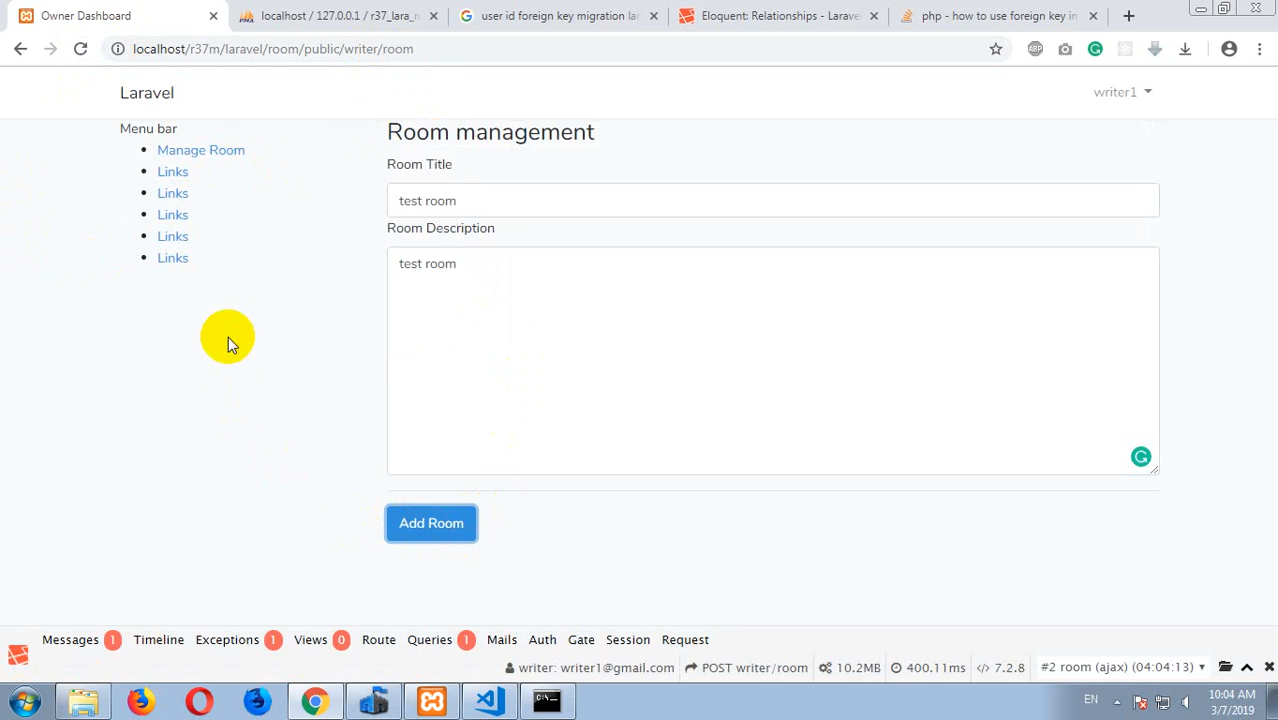 Owner Dashboard
localhost / 127.0.0.1 / r37_lara_n
user id foreign key migration lar
Eloquent: Relationships - Larave
php - how to use foreign key in
localhost/r37m/laravel/room/public/writer/room
ABP
Laravel
writer1
Menu bar
Manage Room
Links
Links
Links
Links
Links
Room management
Room Title
test room
Room Description
test room
Add Room
Messages 1 Timeline Exceptions 1 Views 0 Route Queries 1 Mails Auth Gate Session Request
writer: writer1@gmail.com POST writer/room 10.2MB 400.11ms 7.2.8 #2 room (ajax) (04:04:13)
EN
10:04 AM
3/7/2019